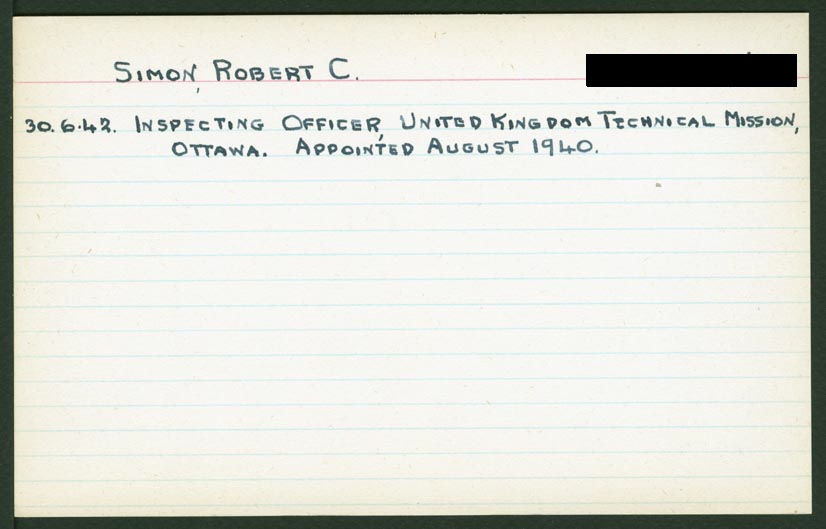 SIMON, ROBERT C.
30.6.42. INSPECTING OFFICER, UNITED KINGDOM TECHNICAL MISSION,
OTTAWA. APPOINTED AUGUST 1940.